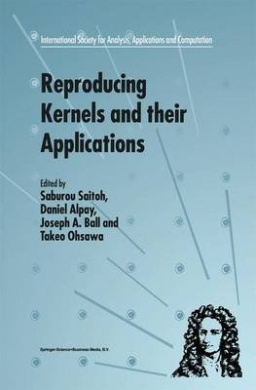 International Society for Analysis, Applications and Computation
Reproducing
Kernels and their
Applications
Edited by
Saburou Saitoh,
Daniel Alpay,
Joseph A. Ball and
Takeo Ohsawa
Springer-Science+Business Media, B.V.